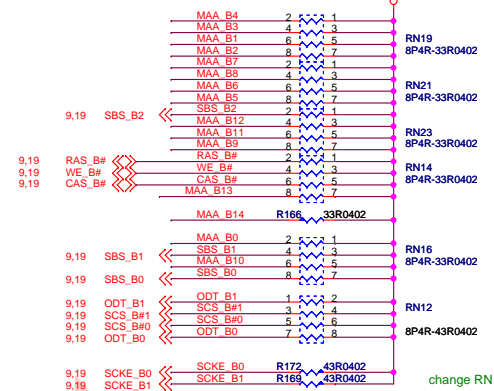 MAA_B4 2 1
MAA_B3 4 3
MAA_B1 6 5 RN19
MAA_B2 8 7 8P4R-33R0402
MAA_B7 2 1
MAA_B8 4 3
MAA_B6 6 5 RN21
MAA_B5 8 7 8P4R-33R0402
9,19 SBS_B2 SBS_B2 2 1
MAA_B12 4 3
MAA_B11 6 5 RN23
MAA_B9 8 7 8P4R-33R0402
9,19 RAS_B# RAS_B# 2 1
9,19 WE_B# WE_B# 4 3 RN14
9,19 CAS_B# CAS_B# 6 5 8P4R-33R0402
MAA_B13 8 7
MAA_B14 R166 33R0402
MAA_B0 2 1
9,19 SBS_B1 SBS_B1 4 3 RN16
MAA_B10 6 5 8P4R-33R0402
9,19 SBS_B0 SBS_B0 8 7
9,19 ODT_B1 ODT_B1 1 2
9,19 SCS_B#1 SCS_B#1 3 4 RN12
9,19 SCS_B#0 SCS_B#0 5 6
9,19 ODT_B0 ODT_B0 7 8 8P4R-43R0402
9,19 SCKE_B0 SCKE_B0 R172 43R0402
9,19 SCKE_B1 SCKE_B1 R169 43R0402
change RN